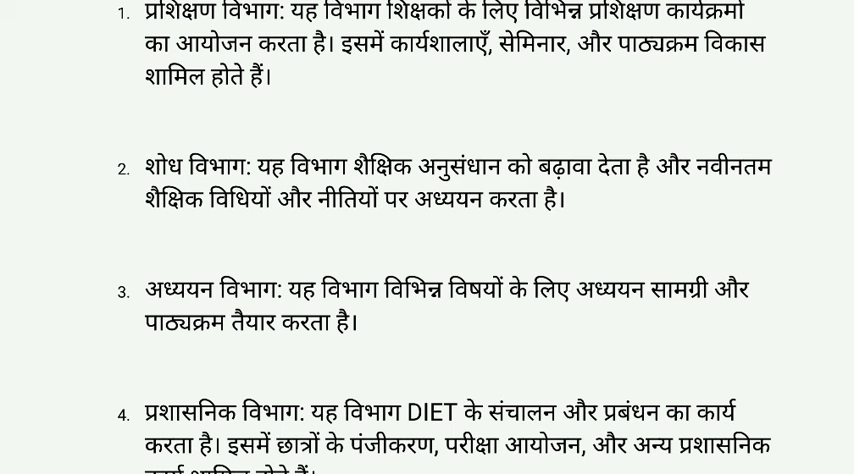 1. प्रशिक्षण विभाग: यह विभाग शिक्षकों के लिए विभिन्न प्रशिक्षण कार्यक्रमों
का आयोजन करता है। इसमें कार्यशालाएँ, सेमिनार, और पाठ्यक्रम विकास
शामिल होते हैं।
2. शोध विभाग: यह विभाग शैक्षिक अनुसंधान को बढ़ावा देता है और नवीनतम
शैक्षिक विधियों और नीतियों पर अध्ययन करता है।
3. अध्ययन विभाग: यह विभाग विभिन्न विषयों के लिए अध्ययन सामग्री और
पाठ्यक्रम तैयार करता है।
4. प्रशासनिक विभाग: यह विभाग DIET के संचालन और प्रबंधन का कार्य
करता है। इसमें छात्रों के पंजीकरण, परीक्षा आयोजन, और अन्य प्रशासनिक